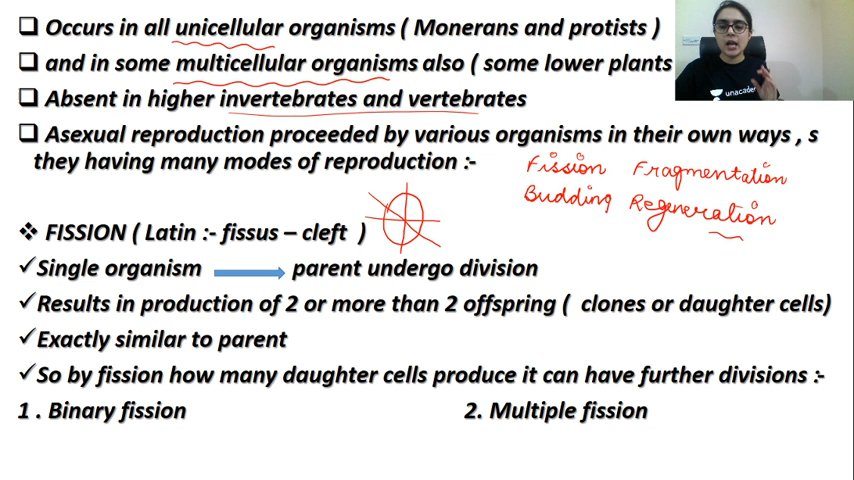 ❑ Occurs in all unicellular organisms ( Monerans and protists )
❑ and in some multicellular organisms also ( some lower plants
❑ Absent in higher invertebrates and vertebrates
❑ Asexual reproduction proceeded by various organisms in their own ways , s
they having many modes of reproduction :-
Fission Fragmentation
Budding Regeneration
❖ FISSION ( Latin :- fissus – cleft )
✓Single organism → parent undergo division
✓Results in production of 2 or more than 2 offspring ( clones or daughter cells)
✓Exactly similar to parent
✓So by fission how many daughter cells produce it can have further divisions :-
1 . Binary fission 2. Multiple fission